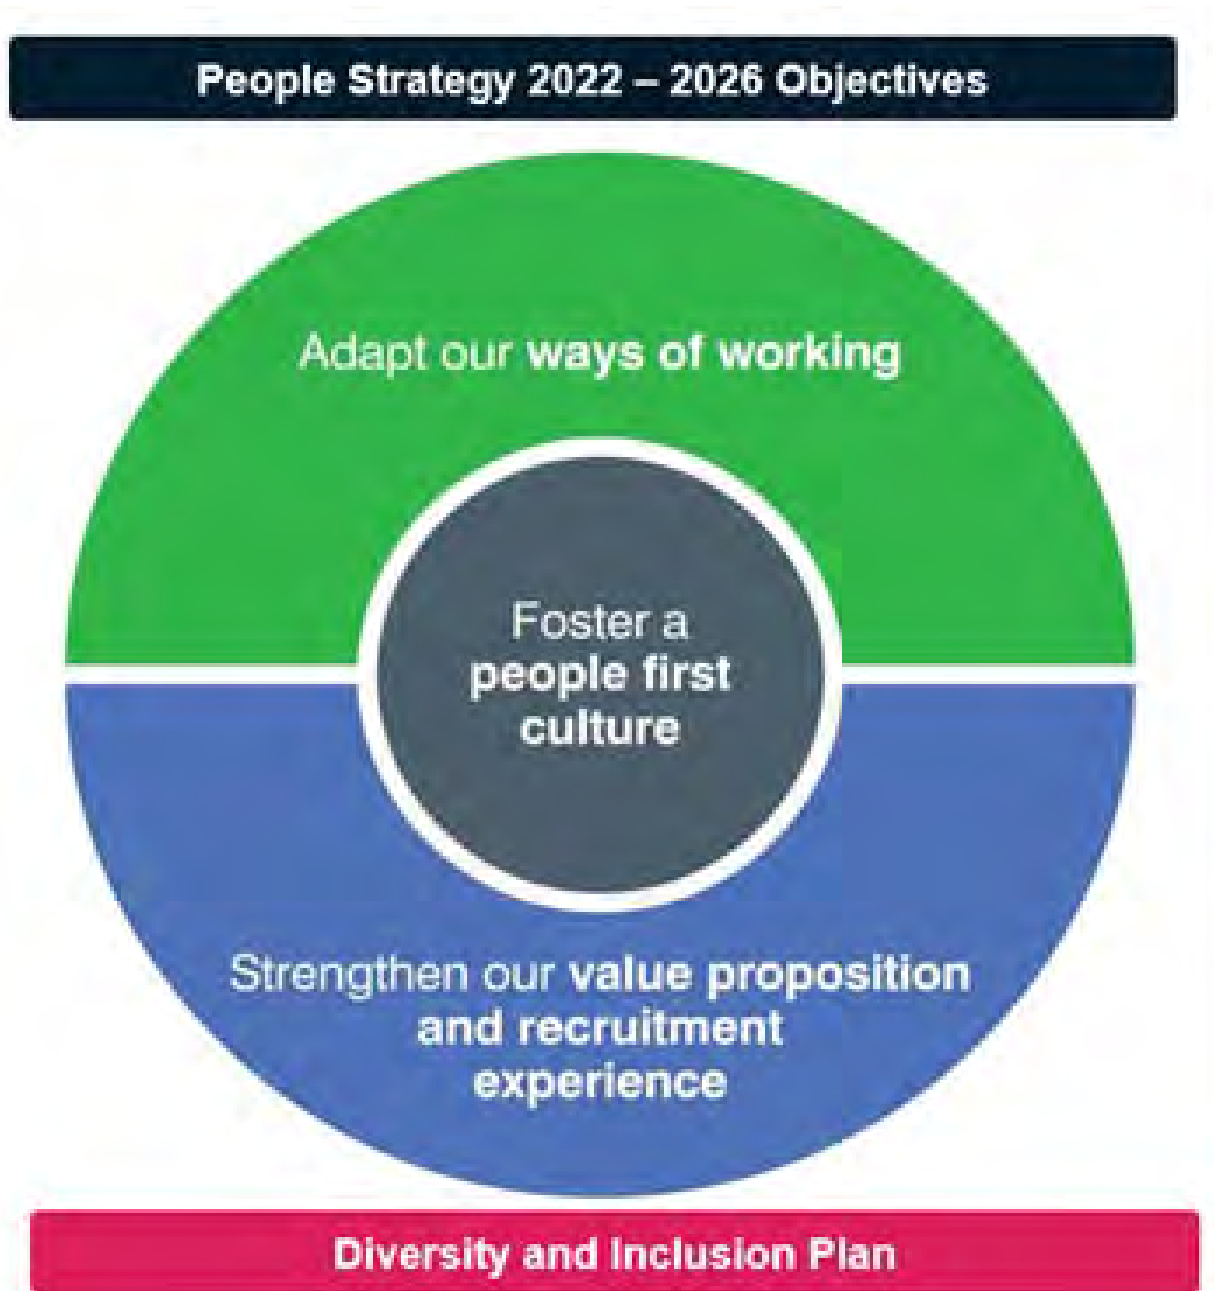 People Strategy 2022 – 2026 Objectives
Adapt our ways of working
Foster a
people first
culture
Strengthen our value proposition
and recruitment
experience
Diversity and Inclusion Plan